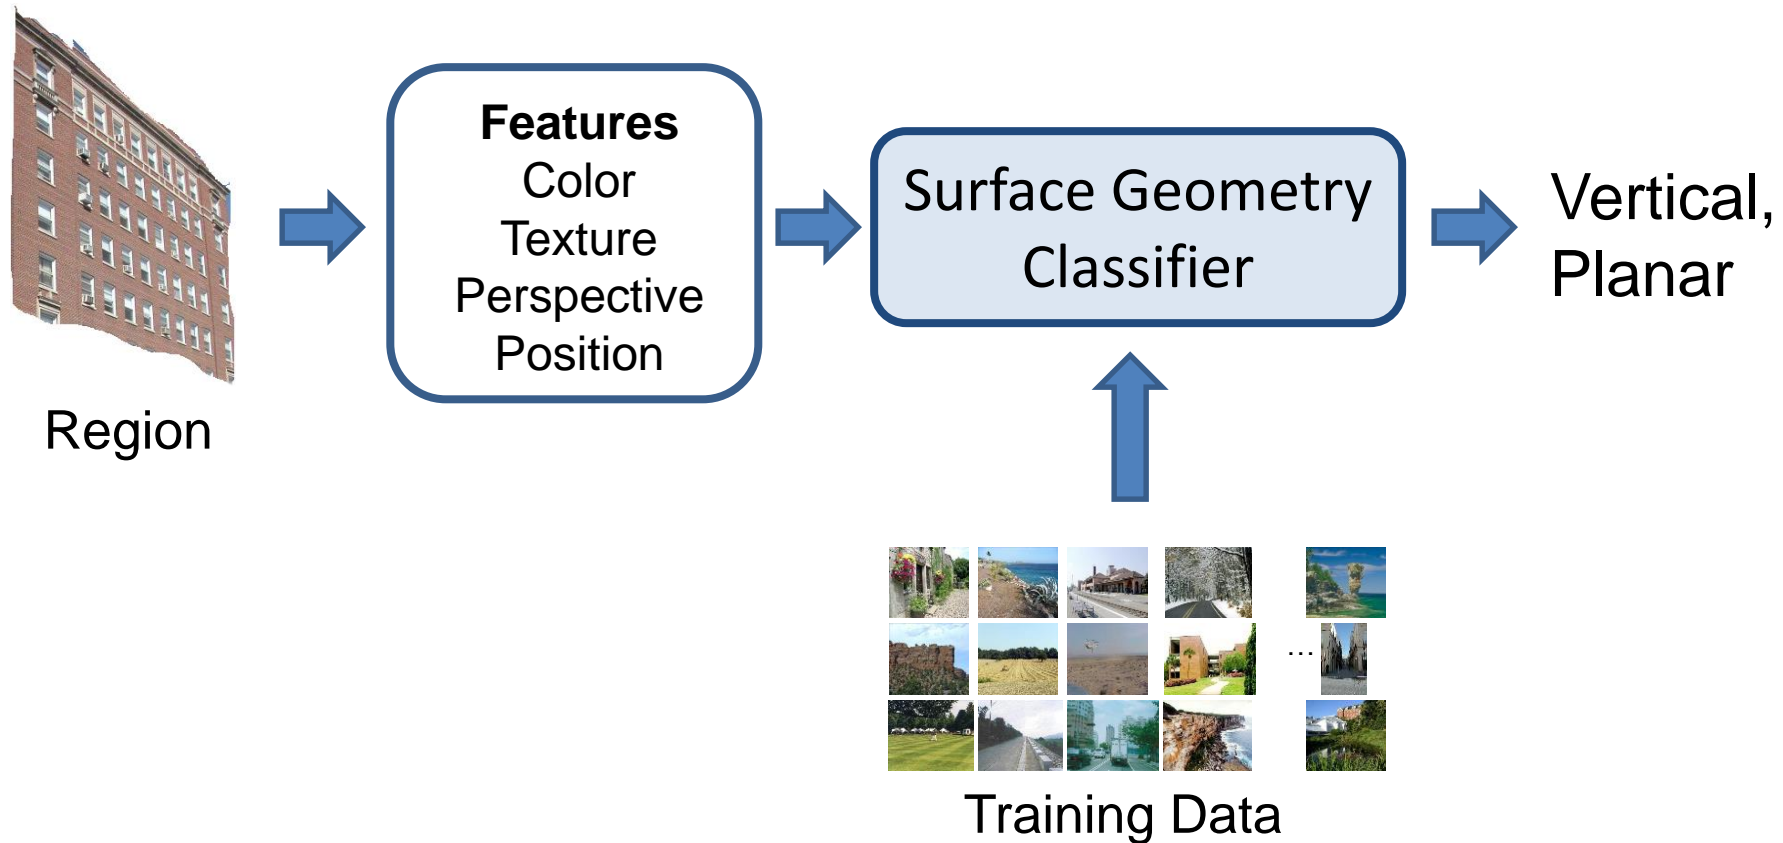 Features
Color
Texture
Perspective
Position
Surface Geometry
Classifier
Vertical,
Planar
Region
...
Training Data